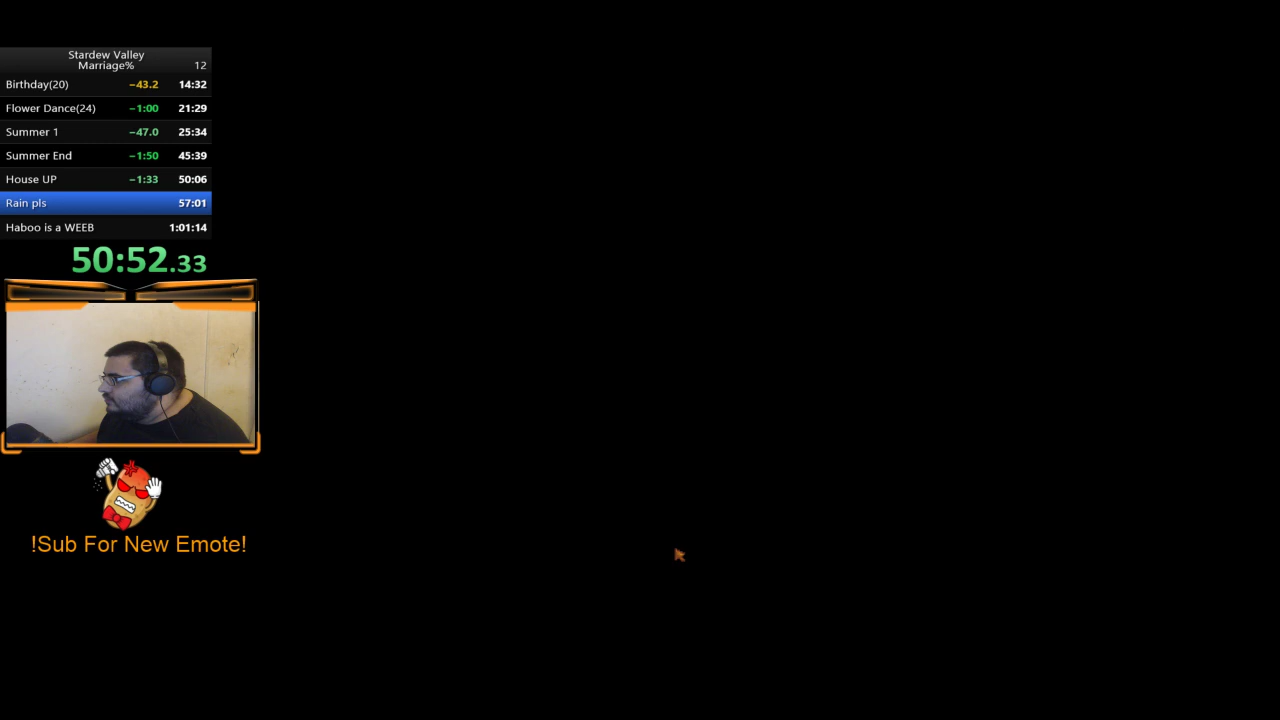 Stardew Valley
Marriage% 12
Birthday(20) −43.2 14:32
Flower Dance(24) −1:00 21:29
Summer 1 −47.0 25:34
Summer End −1:50 45:39
House UP −1:33 50:06
Rain pls 57:01
Haboo is a WEEB 1:01:14
50:52.33
!Sub For New Emote!